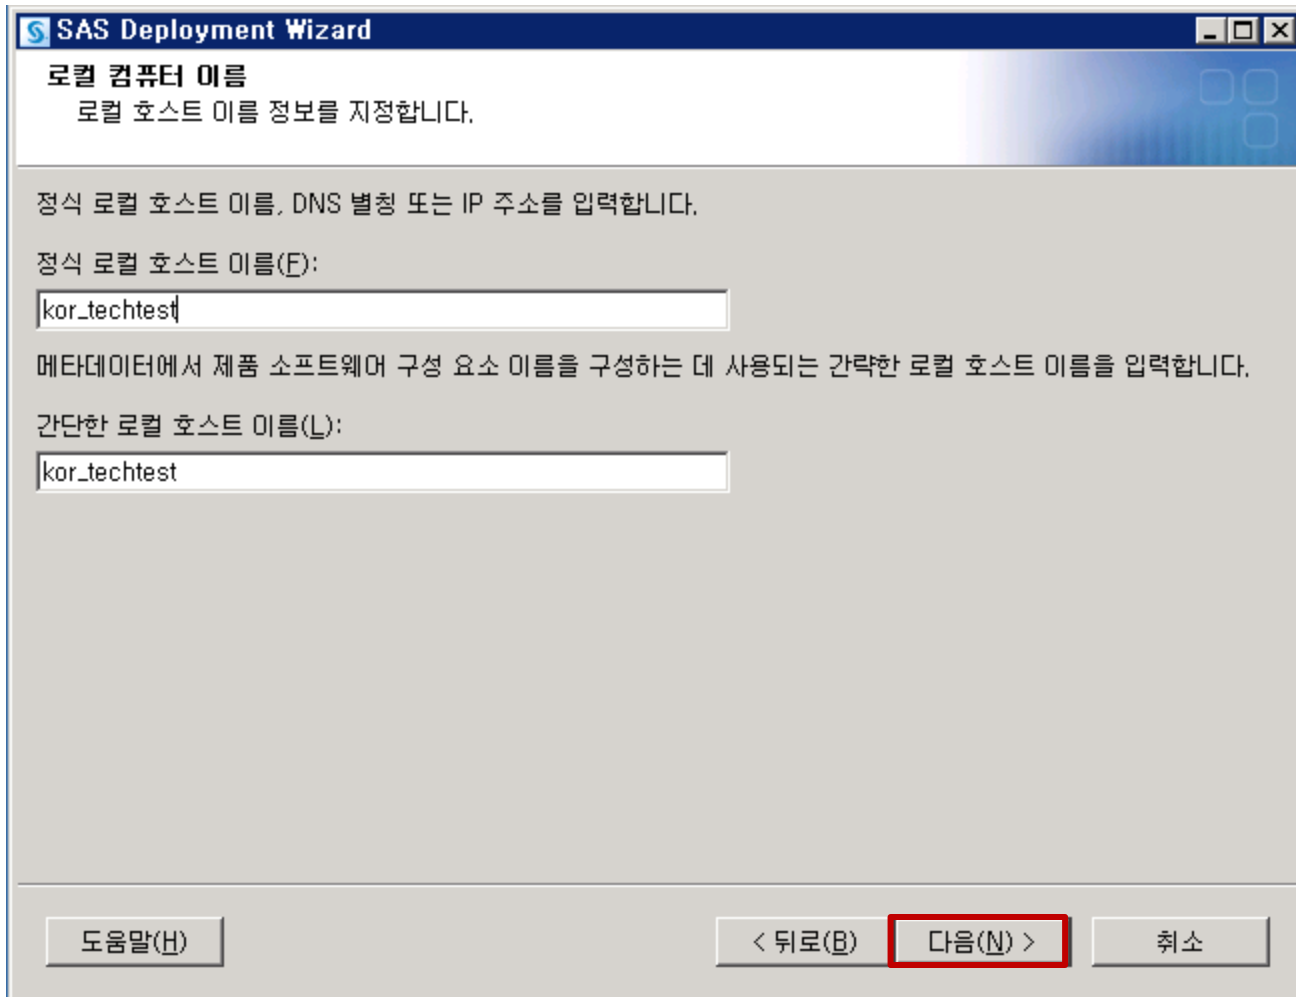 SAS Deployment Wizard
로컬 컴퓨터 이름
로컬 호스트 이름 정보를 지정합니다.
정식 로컬 호스트 이름, DNS 별칭 또는 IP 주소를 입력합니다.
정식 로컬 호스트 이름(F):
kor_techtest
메타데이터에서 제품 소프트웨어 구성 요소 이름을 구성하는 데 사용되는 간략한 로컬 호스트 이름을 입력합니다.
간단한 로컬 호스트 이름(L):
kor_techtest
도움말(H) < 뒤로(B) 다음(N) > 취소